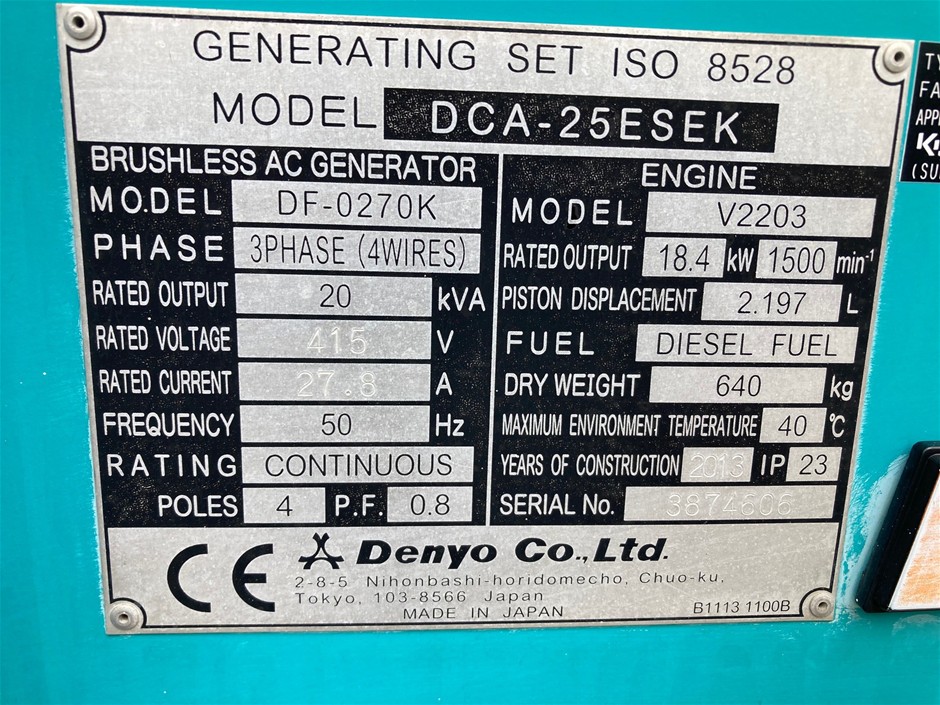 GENERATING SET ISO 8528
MODEL DCA-25ESEK
BRUSHLESS AC GENERATOR
MODEL DF-0270K
PHASE 3PHASE (4WIRES)
RATED OUTPUT 20 kVA
RATED VOLTAGE 415 V
RATED CURRENT 27.8 A
FREQUENCY 50 Hz
RATING CONTINUOUS
POLES 4 P.F. 0.8
ENGINE
MODEL V2203
RATED OUTPUT 18.4 kW 1500 min-1
PISTON DISPLACEMENT 2.197 L
FUEL DIESEL FUEL
DRY WEIGHT 640 kg
MAXIMUM ENVIRONMENT TEMPERATURE 40 °C
YEARS OF CONSTRUCTION 2013 IP 23
SERIAL No. 3874606
CE Denyo Co.,Ltd.
2-8-5 Nihonbashi-horidomecho, Chuo-ku,
Tokyo, 103-8566 Japan
MADE IN JAPAN B1113 1100B
TY
FA
APP
(SU